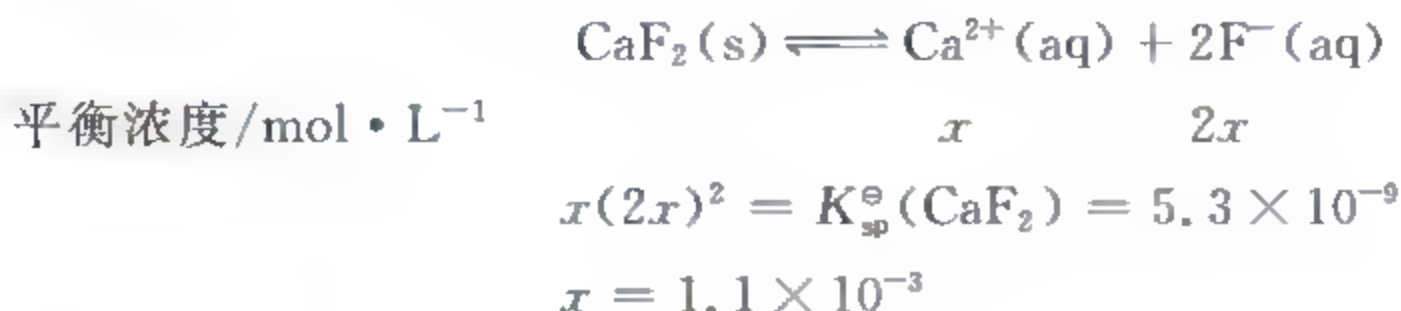 CaF₂(s) ⇌ Ca²⁺(aq) + 2F⁻(aq)
平衡浓度/mol · L⁻¹ x 2x
x(2x)² = K_sp^⊖(CaF₂) = 5.3 × 10⁻⁹
x = 1.1 × 10⁻³